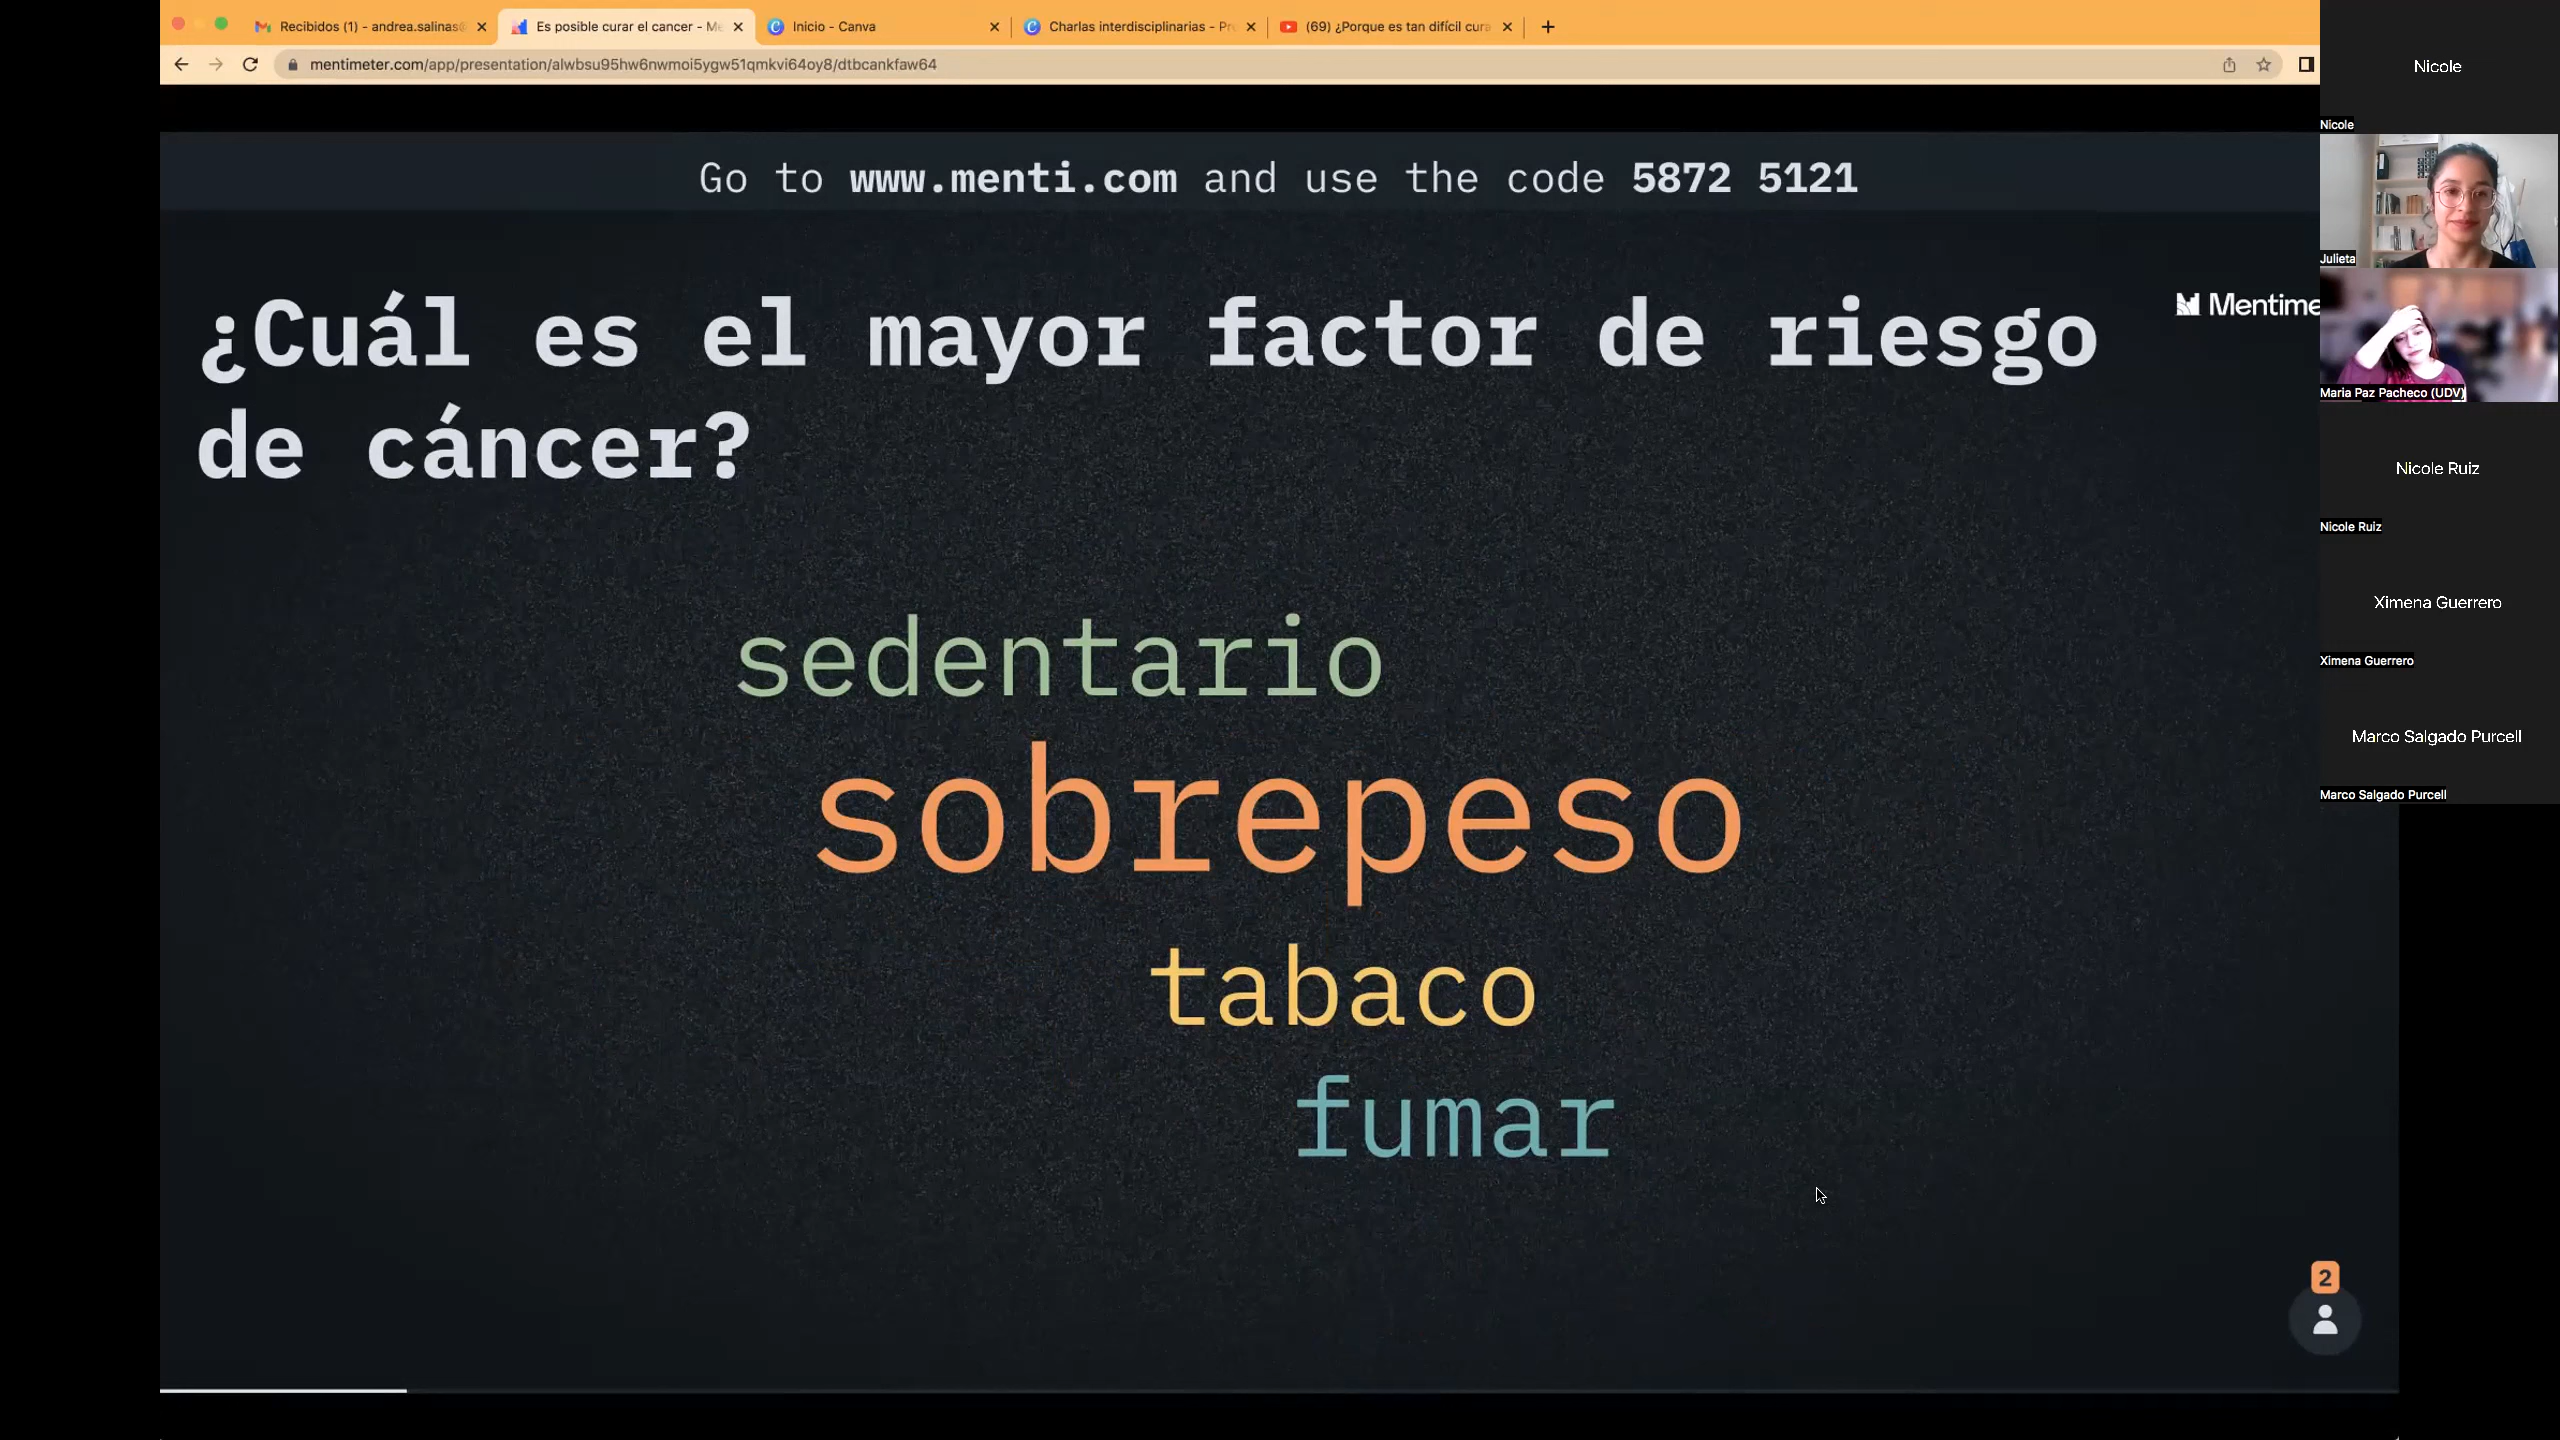 Recibidos (1) - andrea.salinas@
Es posible curar el cancer - Me
Inicio - Canva
Charlas interdisciplinarias - Pr
(69) ¿Porque es tan difícil cura
mentimeter.com/app/presentation/alwbsu95hw6nwmoi5ygw51qmkvi64oy8/dtbcankfaw64
Go to www.menti.com and use the code 5872 5121
¿Cuál es el mayor factor de riesgo
de cáncer?
Mentime
sedentario
sobrepeso
tabaco
fumar
2
Nicole
Nicole
Julieta
Maria Paz Pacheco (UDV)
Nicole Ruiz
Nicole Ruiz
Ximena Guerrero
Ximena Guerrero
Marco Salgado Purcell
Marco Salgado Purcell